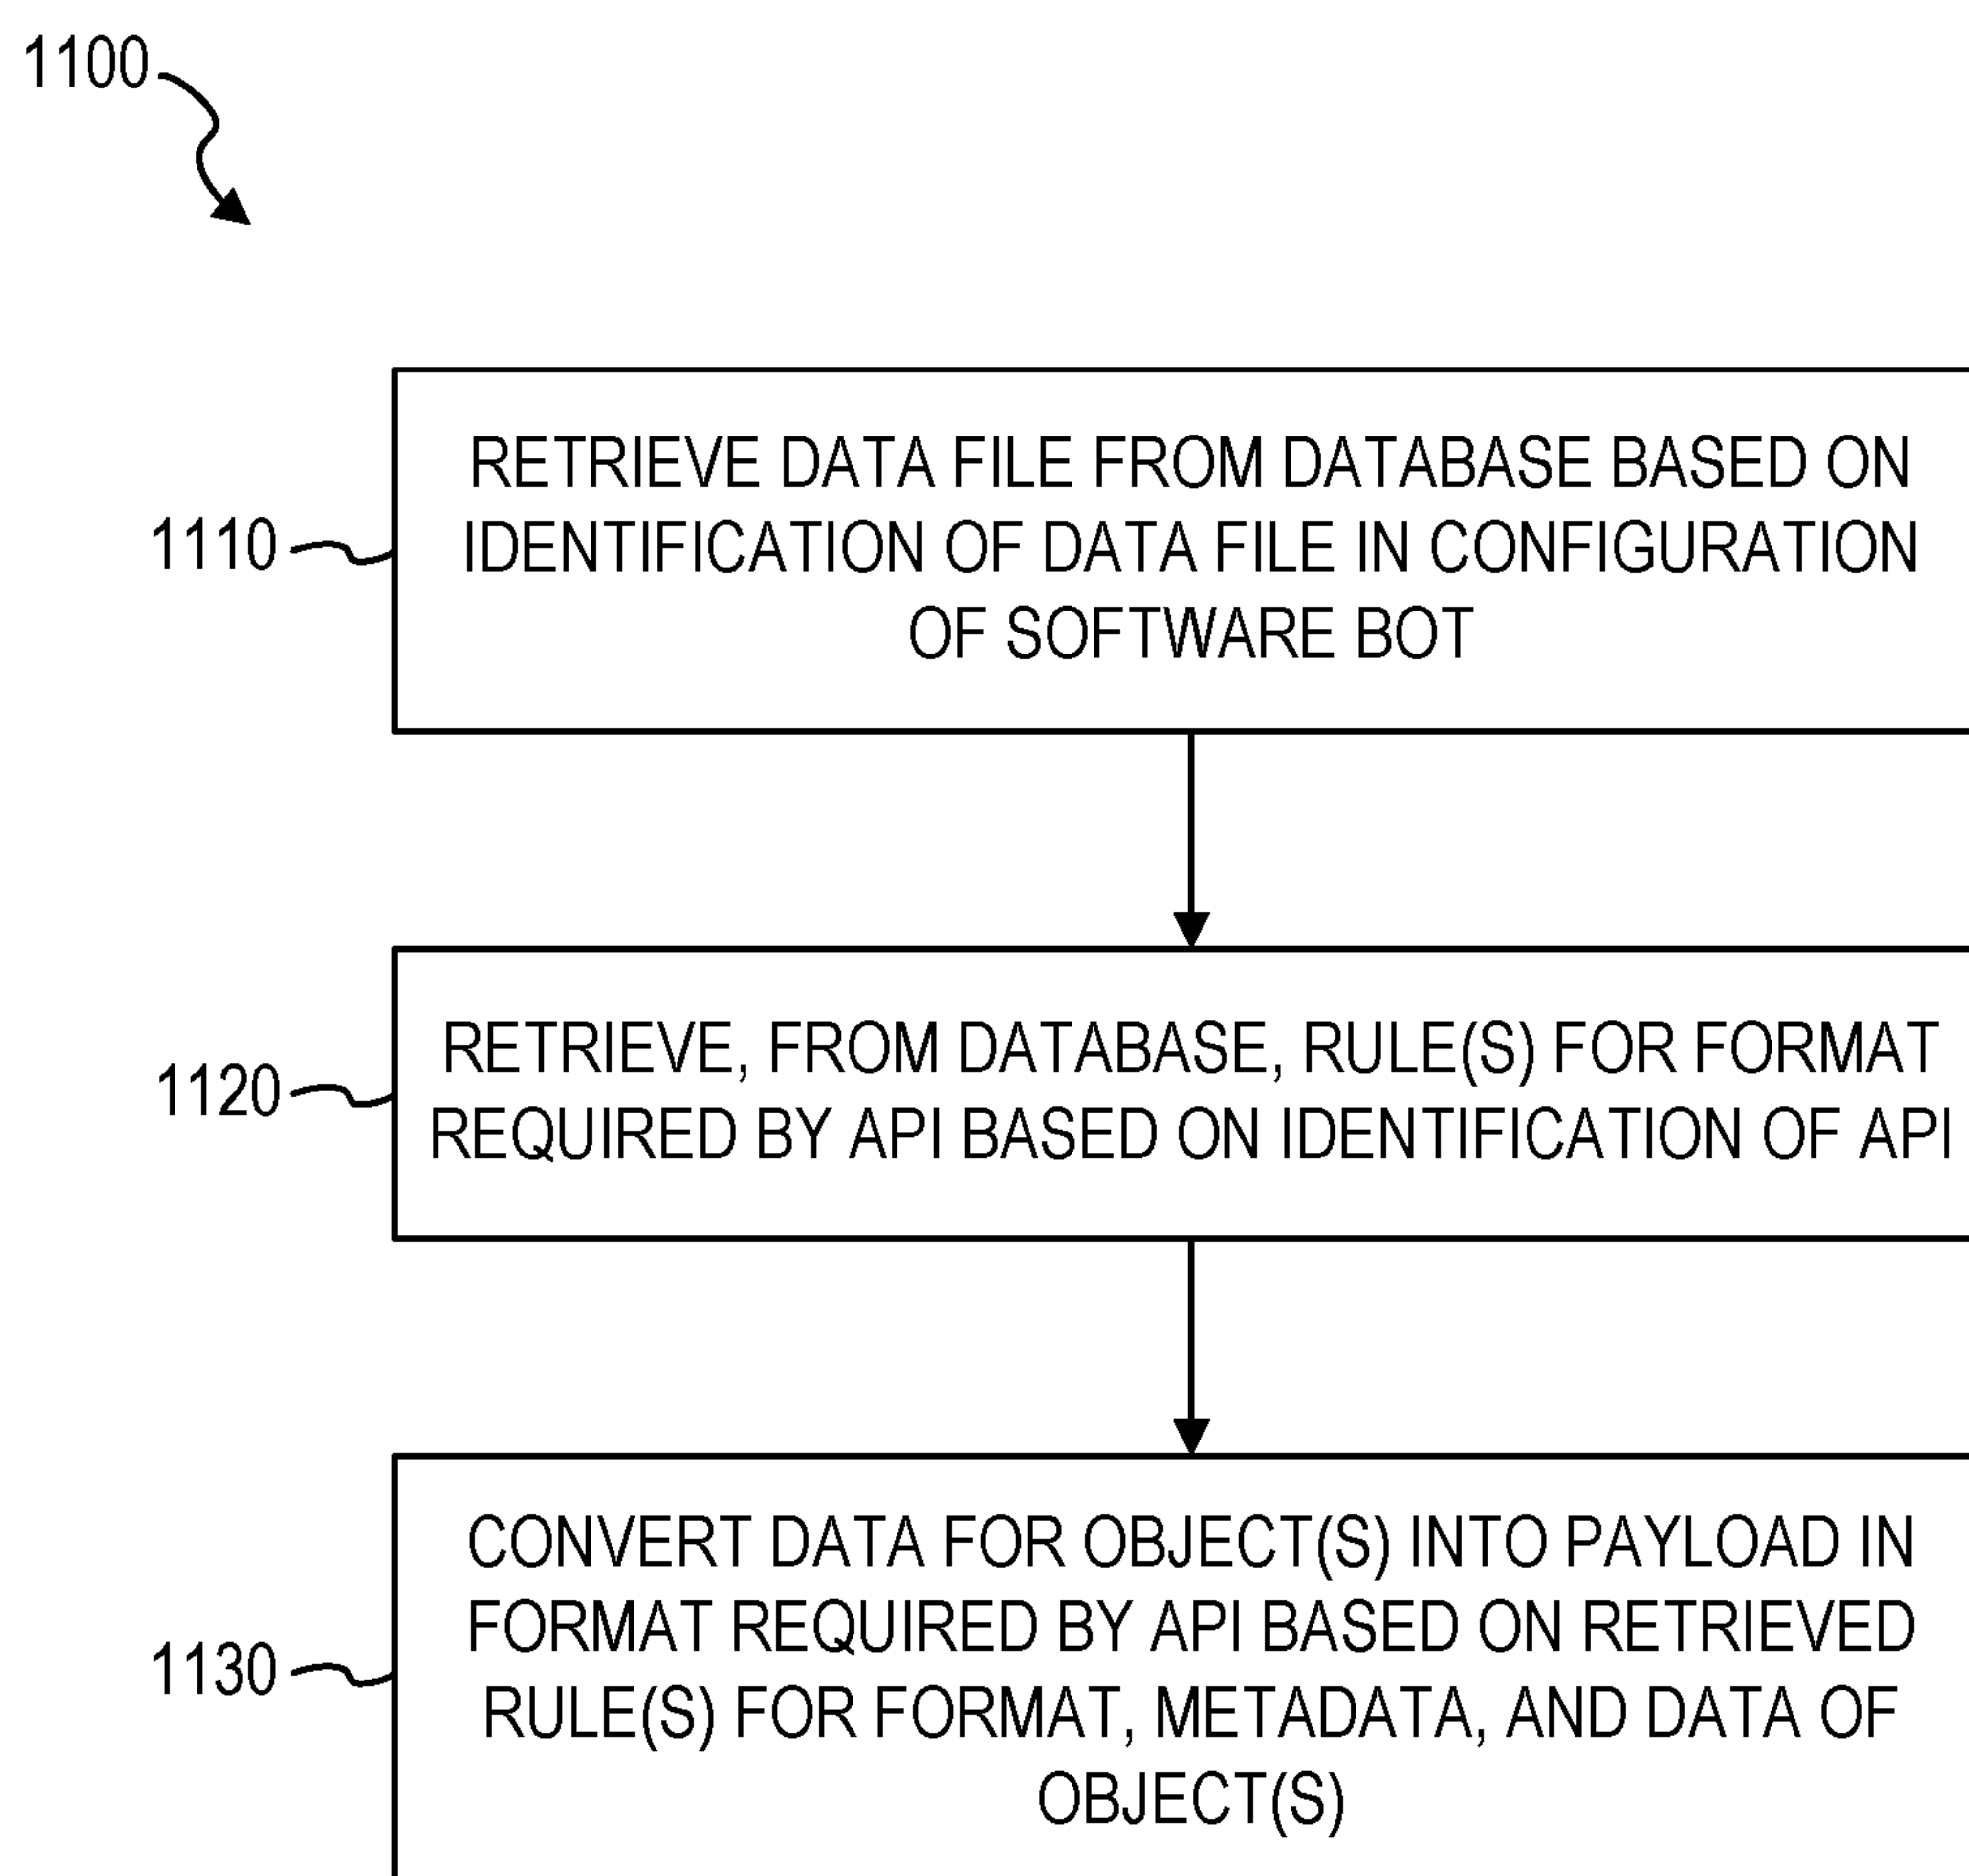 1100
RETRIEVE DATA FILE FROM DATABASE BASED ON
IDENTIFICATION OF DATA FILE IN CONFIGURATION
OF SOFTWARE BOT
1110
RETRIEVE, FROM DATABASE, RULE(S) FOR FORMAT
REQUIRED BY API BASED ON IDENTIFICATION OF API
1120
CONVERT DATA FOR OBJECT(S) INTO PAYLOAD IN
FORMAT REQUIRED BY API BASED ON RETRIEVED
RULE(S) FOR FORMAT, METADATA, AND DATA OF
OBJECT(S)
1130